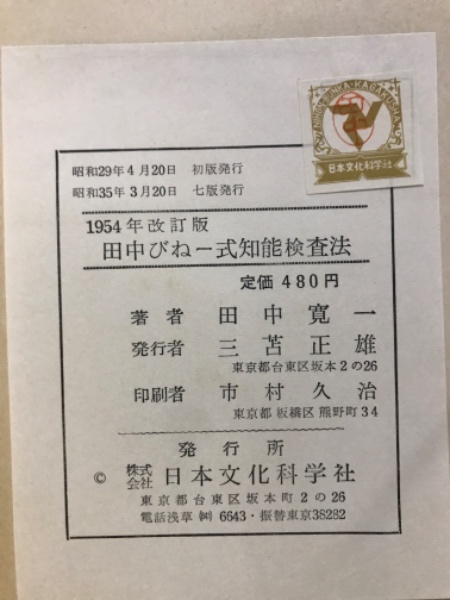 NIHON・BUNKA・KAGAKUSHA
日本文化科学社
昭和29年4月20日 初版発行
昭和35年3月20日 七版発行
1954年改訂版
田中びねー式知能検査法
定価 480円
著者 田中寛一
発行者 三苫正雄
東京都台東区坂本2の26
印刷者 市村久治
東京都板橋区熊野町34
発行所
© 株式会社 日本文化科学社
東京都台東区坂本町2の26
電話浅草(84)6643・振替東京38282